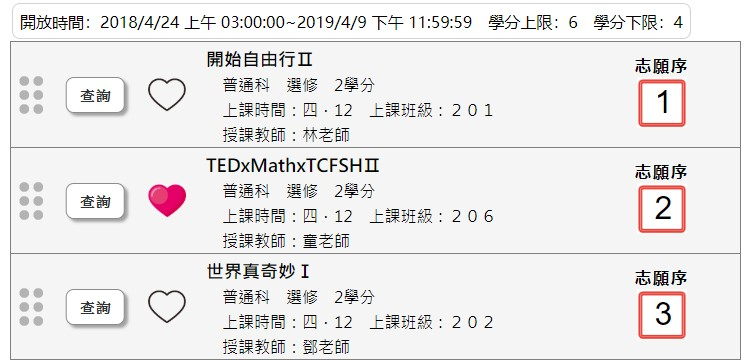 開放時間：2018/4/24 上午 03:00:00~2019/4/9 下午 11:59:59　學分上限：6　學分下限：4
開始自由行Ⅱ
志願序
普通科　選修　2學分
查詢
1
上課時間：四．12　上課班級：２０１
授課教師：林老師
TEDxMathxTCFSHⅡ
志願序
普通科　選修　2學分
查詢
2
上課時間：四．12　上課班級：２０６
授課教師：童老師
世界真奇妙Ⅰ
志願序
普通科　選修　2學分
查詢
3
上課時間：四．12　上課班級：２０２
授課教師：鄧老師